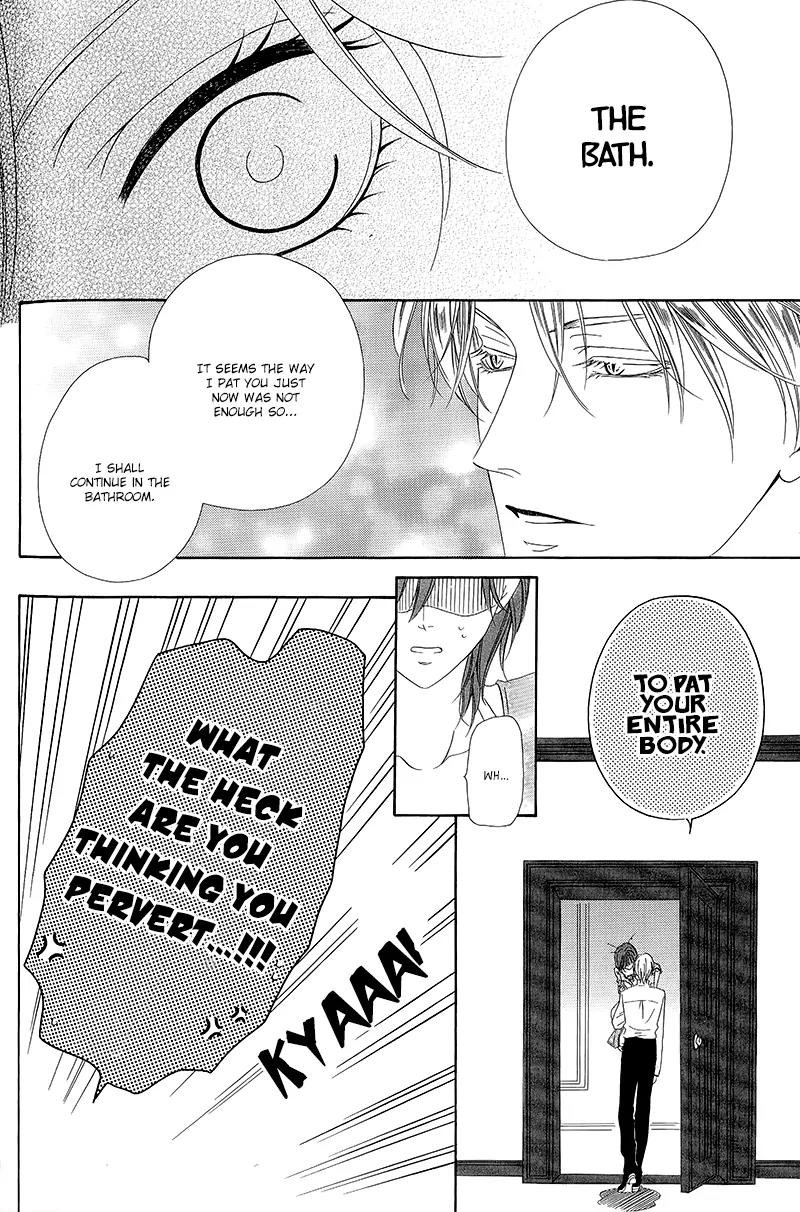 THE
BATH.
IT SEEMS THE WAY
I PAT YOU JUST
NOW WAS NOT
ENOUGH SO...
I SHALL
CONTINUE IN THE
BATHROOM.
TO PAT
YOUR
ENTIRE
BODY.
WH...
WHAT
THE HECK
ARE YOU
THINKING YOU
PERVERT...!!!
KYAAA!